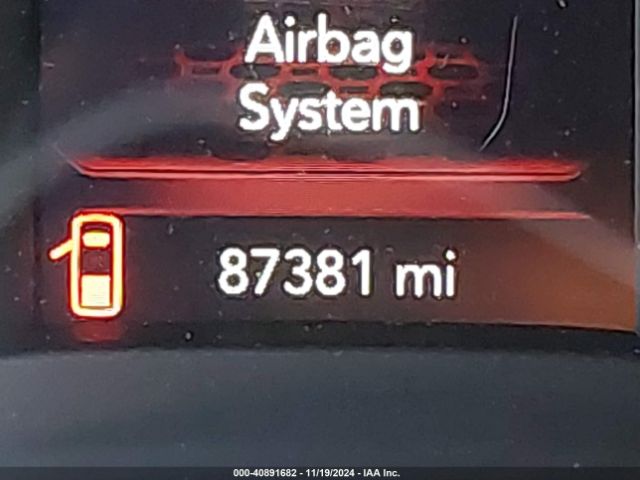 Airbag
System
87381 mi
000-40891682 - 11/19/2024 - IAA Inc.